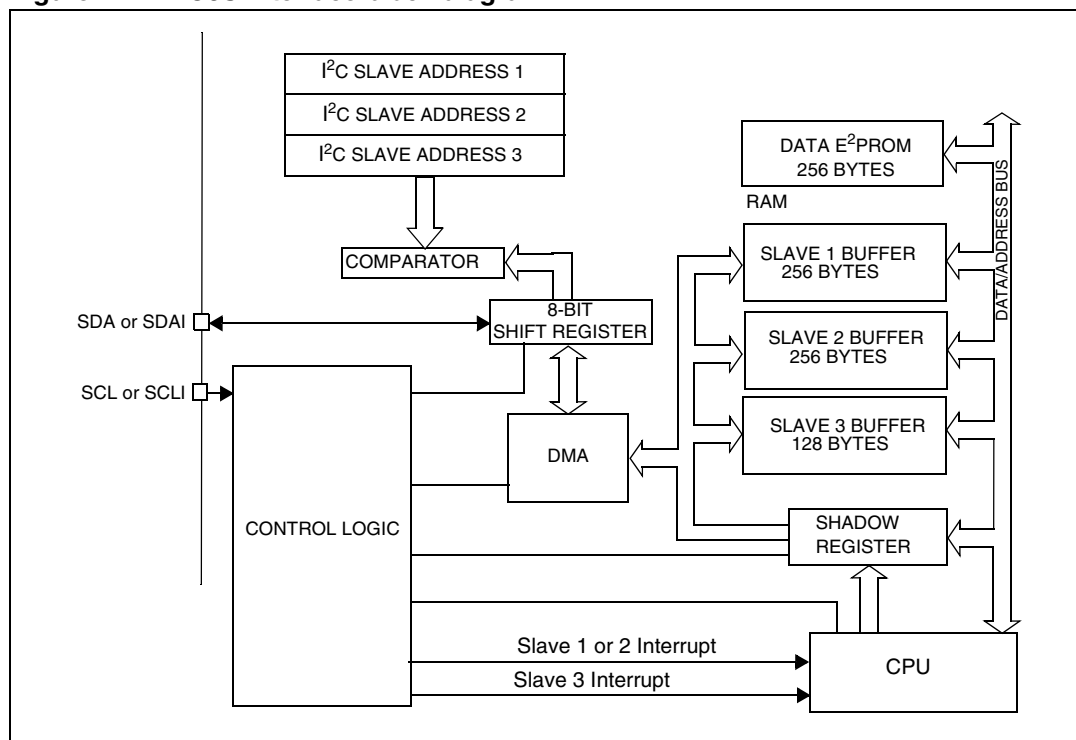 I²C SLAVE ADDRESS 1
I²C SLAVE ADDRESS 2
I²C SLAVE ADDRESS 3
DATA E²PROM
256 BYTES
RAM
DATA/ADDRESS BUS
COMPARATOR
SLAVE 1 BUFFER
256 BYTES
8-BIT
SHIFT REGISTER
SDA or SDAI
SLAVE 2 BUFFER
256 BYTES
SCL or SCLI
SLAVE 3 BUFFER
128 BYTES
DMA
CONTROL LOGIC
SHADOW
REGISTER
Slave 1 or 2 Interrupt
CPU
Slave 3 Interrupt